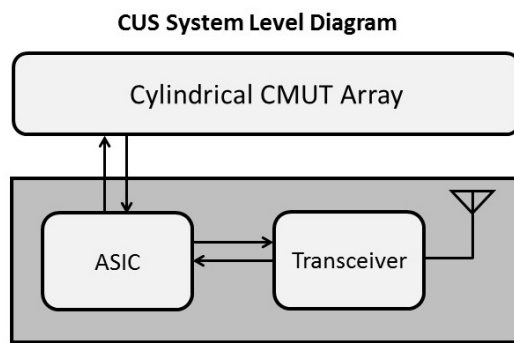 CUS System Level Diagram
Cylindrical CMUT Array
ASIC
Transceiver